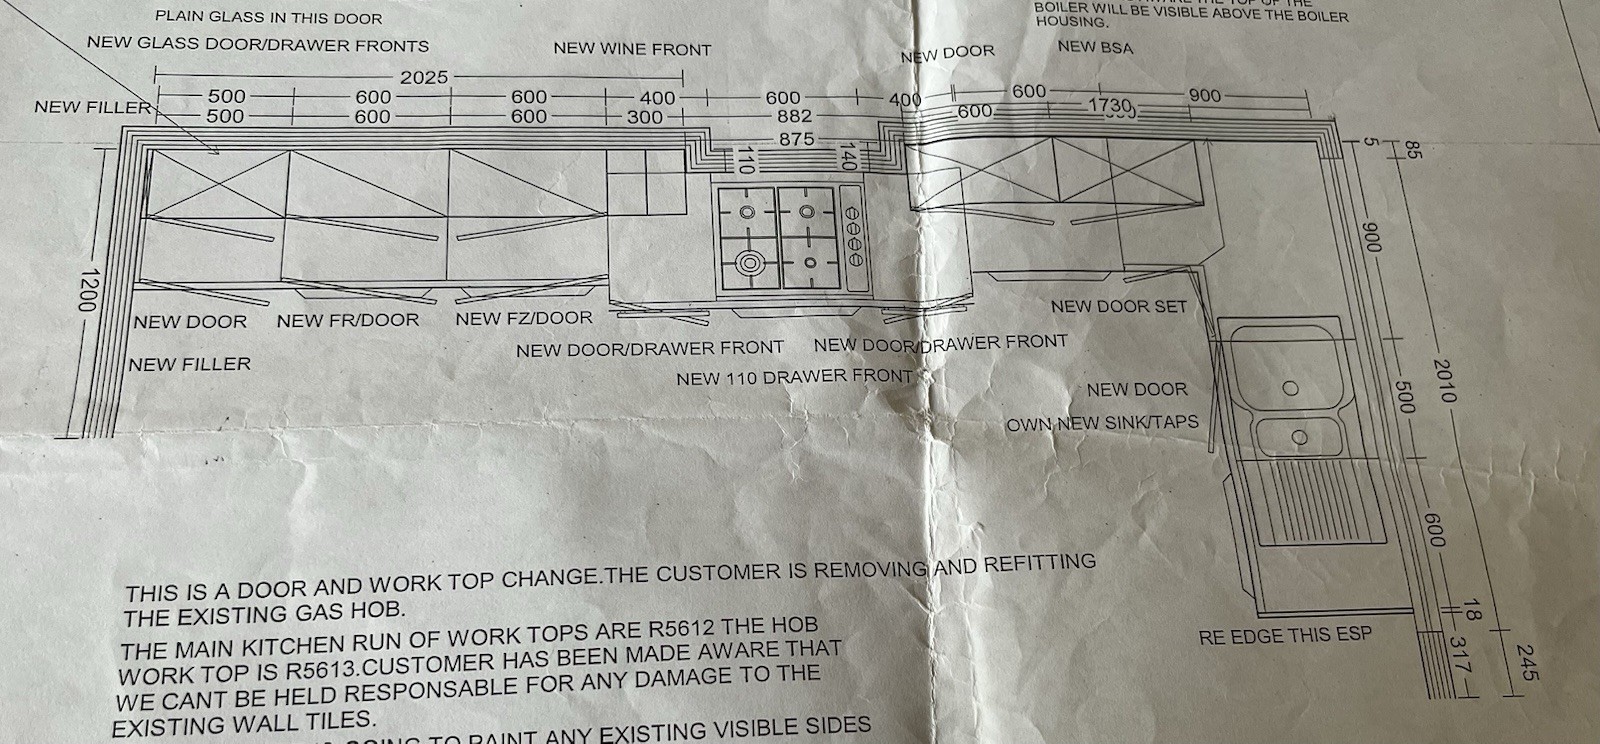 BOILER WILL BE VISIBLE ABOVE THE BOILER
HOUSING.
PLAIN GLASS IN THIS DOOR
NEW GLASS DOOR/DRAWER FRONTS
NEW WINE FRONT
NEW DOOR
NEW BSA
2025
NEW FILLER
500 600 600 400 600 400 600 900
500 600 600 300 882 600 1730
875
110
140
5
85
1200
900
2010
500
600
18
317
245
NEW DOOR
NEW FR/DOOR
NEW FZ/DOOR
NEW DOOR SET
NEW FILLER
NEW DOOR/DRAWER FRONT
NEW DOOR/DRAWER FRONT
NEW 110 DRAWER FRONT
NEW DOOR
OWN NEW SINK/TAPS
RE EDGE THIS ESP
THIS IS A DOOR AND WORK TOP CHANGE.THE CUSTOMER IS REMOVING AND REFITTING
THE EXISTING GAS HOB.
THE MAIN KITCHEN RUN OF WORK TOPS ARE R5612 THE HOB
WORK TOP IS R5613.CUSTOMER HAS BEEN MADE AWARE THAT
WE CANT BE HELD RESPONSABLE FOR ANY DAMAGE TO THE
EXISTING WALL TILES.
GOING TO PAINT ANY EXISTING VISIBLE SIDES